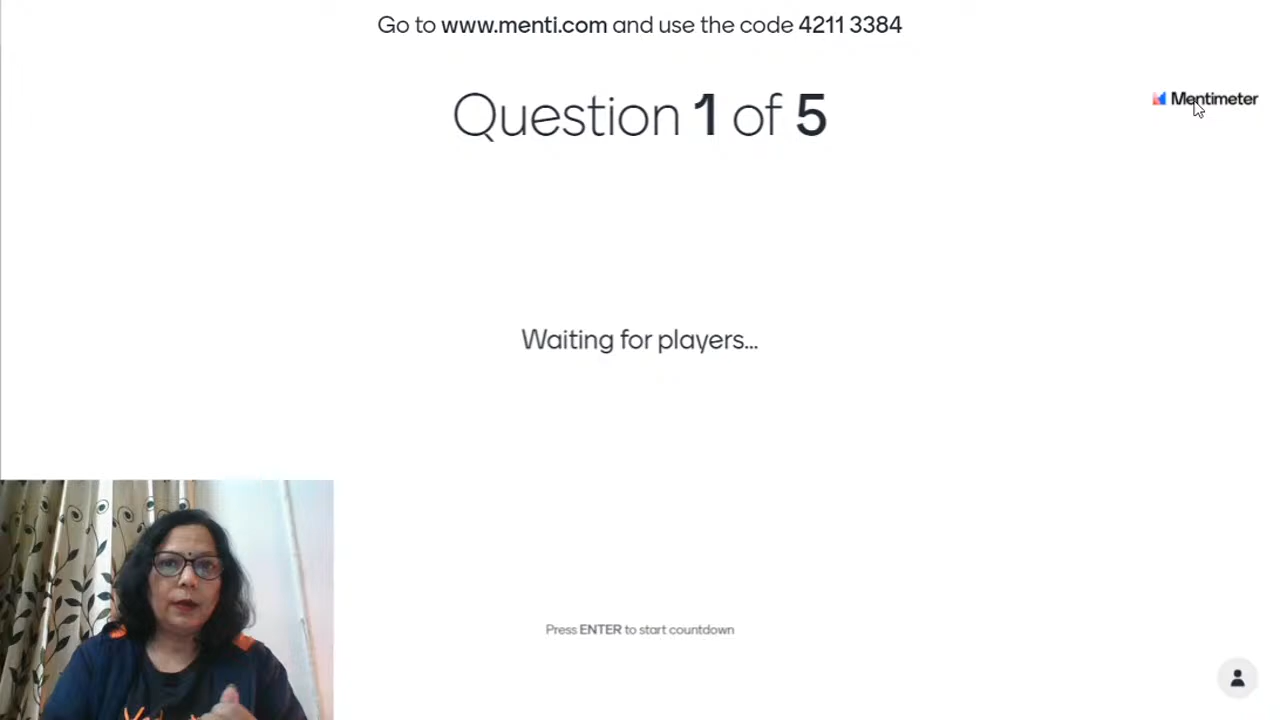 Go to www.menti.com and use the code 4211 3384
Mentimeter
Question 1 of 5
Waiting for players...
Press ENTER to start countdown